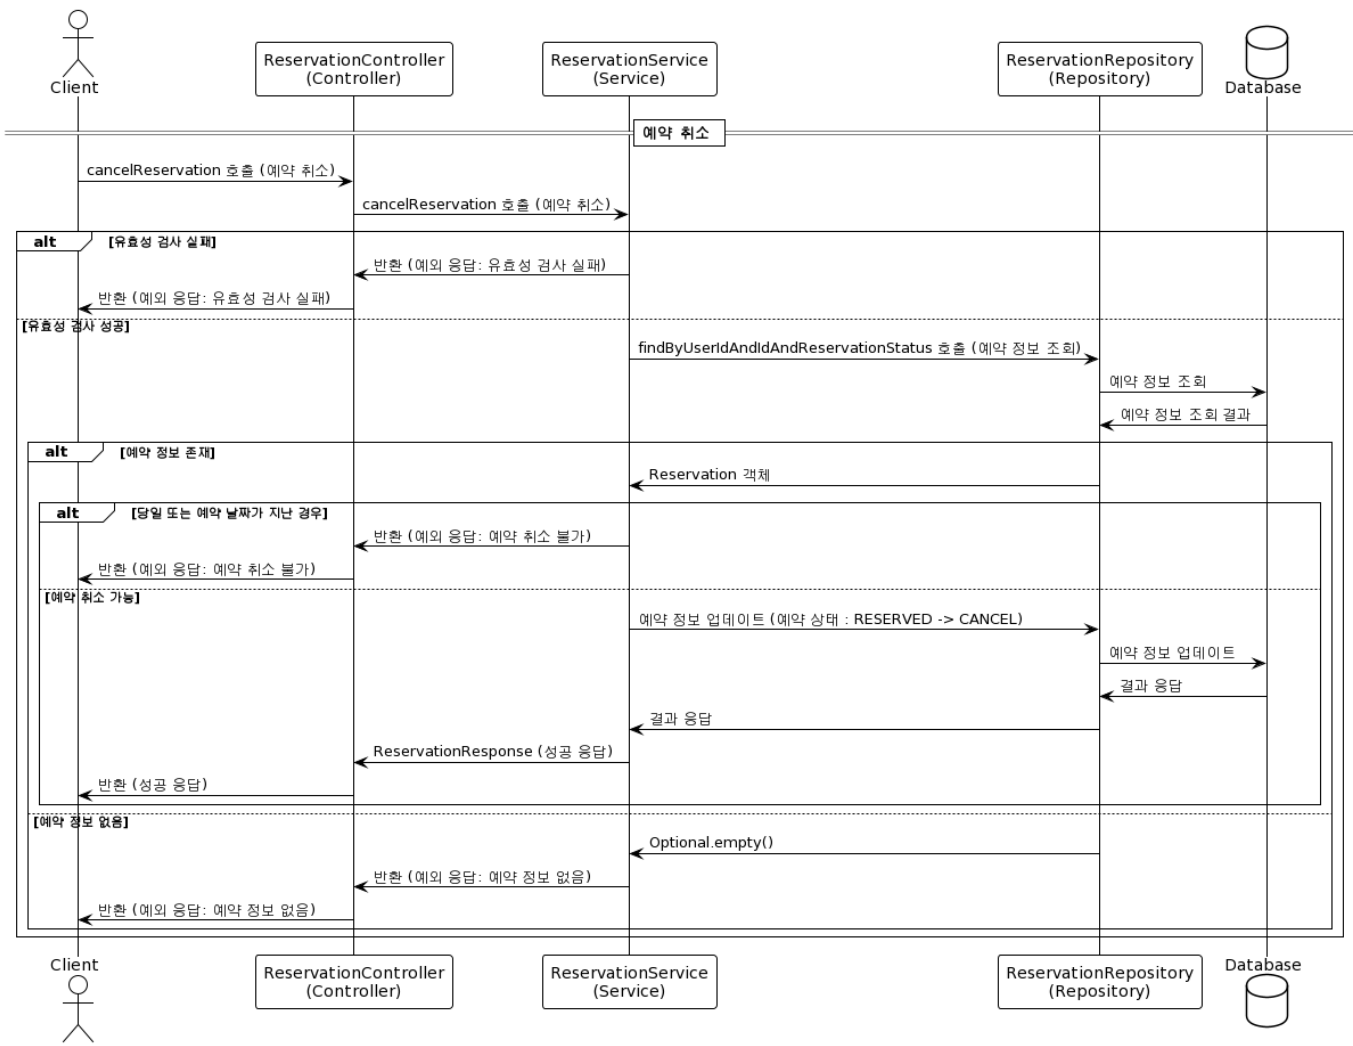 Client
ReservationController
(Controller)
ReservationService
(Service)
ReservationRepository
(Repository)
Database
예약 취소
cancelReservation 호출 (예약 취소)
cancelReservation 호출 (예약 취소)
alt [유효성 검사 실패]
반환 (예외 응답: 유효성 검사 실패)
반환 (예외 응답: 유효성 검사 실패)
[유효성 검사 성공]
findByUserIdAndIdAndReservationStatus 호출 (예약 정보 조회)
예약 정보 조회
예약 정보 조회 결과
alt [예약 정보 존재]
Reservation 객체
alt [당일 또는 예약 날짜가 지난 경우]
반환 (예외 응답: 예약 취소 불가)
반환 (예외 응답: 예약 취소 불가)
[예약 취소 가능]
예약 정보 업데이트 (예약 상태 : RESERVED -> CANCEL)
예약 정보 업데이트
결과 응답
결과 응답
ReservationResponse (성공 응답)
반환 (성공 응답)
[예약 정보 없음]
Optional.empty()
반환 (예외 응답: 예약 정보 없음)
반환 (예외 응답: 예약 정보 없음)
Client
ReservationController
(Controller)
ReservationService
(Service)
ReservationRepository
(Repository)
Database